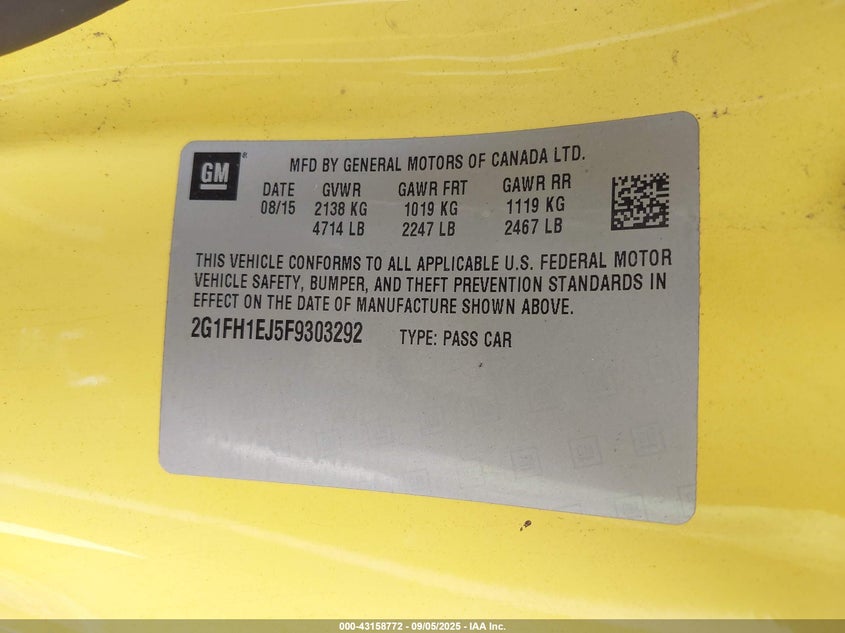 GM ®
MFD BY GENERAL MOTORS OF CANADA LTD.
DATE GVWR GAWR FRT GAWR RR
08/15 2138 KG 1019 KG 1119 KG
4714 LB 2247 LB 2467 LB
THIS VEHICLE CONFORMS TO ALL APPLICABLE U.S. FEDERAL MOTOR
VEHICLE SAFETY, BUMPER, AND THEFT PREVENTION STANDARDS IN
EFFECT ON THE DATE OF MANUFACTURE SHOWN ABOVE.
2G1FH1EJ5F9303292 TYPE: PASS CAR
000-43158772 - 09/05/2025 - IAA Inc.